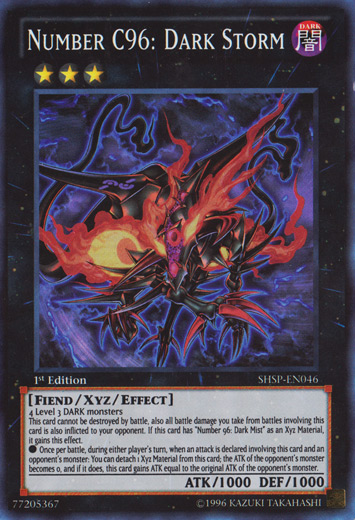 NUMBER C96: DARK STORM
DARK
闇
1st Edition
SHSP-EN046
[FIEND/XYZ/EFFECT]
4 Level 3 DARK monsters
This card cannot be destroyed by battle, also all battle damage you take from battles involving this
card is also inflicted to your opponent. If this card has "Number 96: Dark Mist" as an Xyz Material,
it gains this effect.
● Once per battle, during either player's turn, when an attack is declared involving this card and an
opponent's monster: You can detach 1 Xyz Material from this card; the ATK of the opponent's monster
becomes 0, and if it does, this card gains ATK equal to the original ATK of the opponent's monster.
ATK/1000 DEF/1000
77205367
©1996 KAZUKI TAKAHASHI